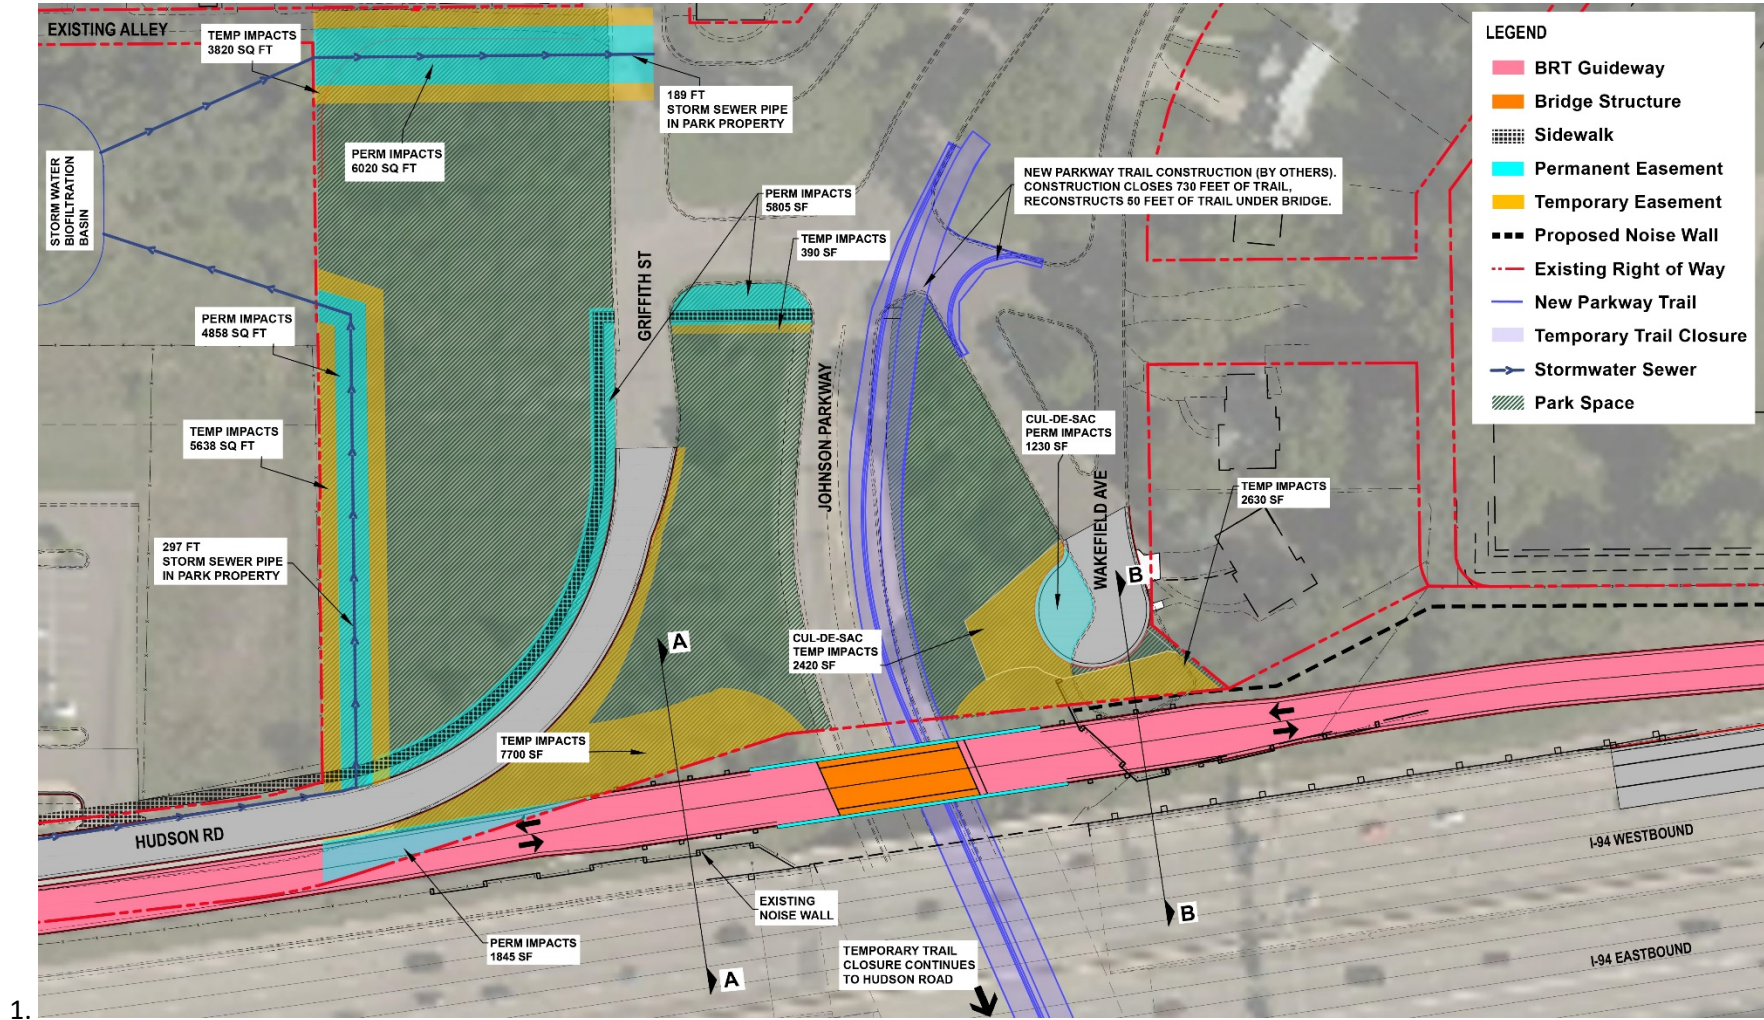 EXISTING ALLEY
TEMP IMPACTS
3820 SQ FT
189 FT
STORM SEWER PIPE
IN PARK PROPERTY
PERM IMPACTS
6020 SQ FT
STORM WATER
BIOFILTRATION
BASIN
PERM IMPACTS
5805 SF
TEMP IMPACTS
390 SF
NEW PARKWAY TRAIL CONSTRUCTION (BY OTHERS).
CONSTRUCTION CLOSES 730 FEET OF TRAIL,
RECONSTRUCTS 50 FEET OF TRAIL UNDER BRIDGE.
LEGEND
BRT Guideway
Bridge Structure
Sidewalk
Permanent Easement
Temporary Easement
Proposed Noise Wall
Existing Right of Way
New Parkway Trail
Temporary Trail Closure
Stormwater Sewer
Park Space
GRIFFITH ST
PERM IMPACTS
4858 SQ FT
JOHNSON PARKWAY
TEMP IMPACTS
5638 SQ FT
CUL-DE-SAC
PERM IMPACTS
1230 SF
WAKEFIELD AVE
TEMP IMPACTS
2630 SF
297 FT
STORM SEWER PIPE
IN PARK PROPERTY
B
A
CUL-DE-SAC
TEMP IMPACTS
2420 SF
TEMP IMPACTS
7700 SF
HUDSON RD
I-94 WESTBOUND
EXISTING
NOISE WALL
B
PERM IMPACTS
1845 SF
TEMPORARY TRAIL
CLOSURE CONTINUES
TO HUDSON ROAD
I-94 EASTBOUND
A
1.